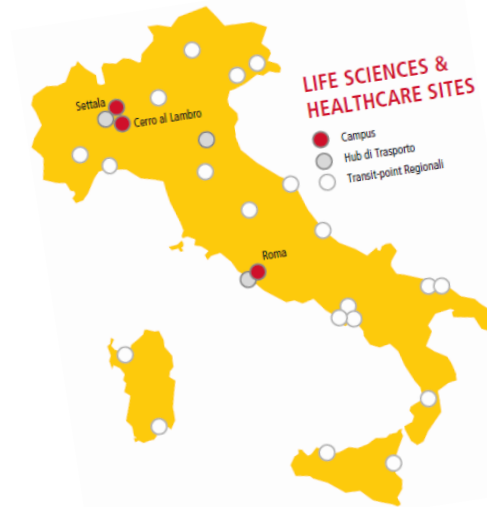 LIFE SCIENCES &
HEALTHCARE SITES
Campus
Hub di Trasporto
Transit-point Regionali
Settala
Cerro al Lambro
Roma